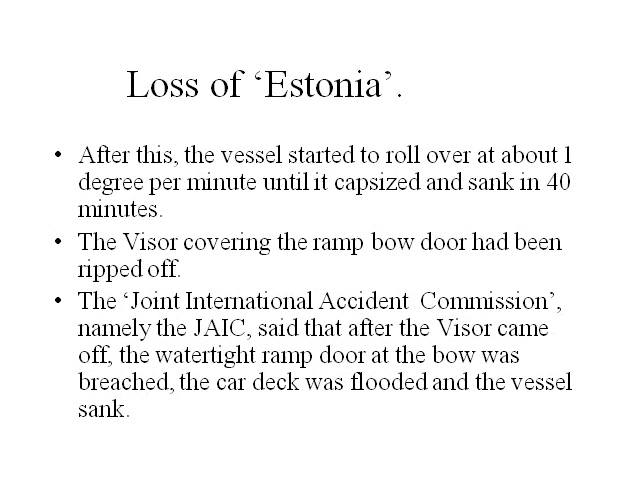 Loss of ‘Estonia’.
• After this, the vessel started to roll over at about 1
degree per minute until it capsized and sank in 40
minutes.
• The Visor covering the ramp bow door had been
ripped off.
• The ‘Joint International Accident  Commission’,
namely the JAIC, said that after the Visor came
off, the watertight ramp door at the bow was
breached, the car deck was flooded and the vessel
sank.